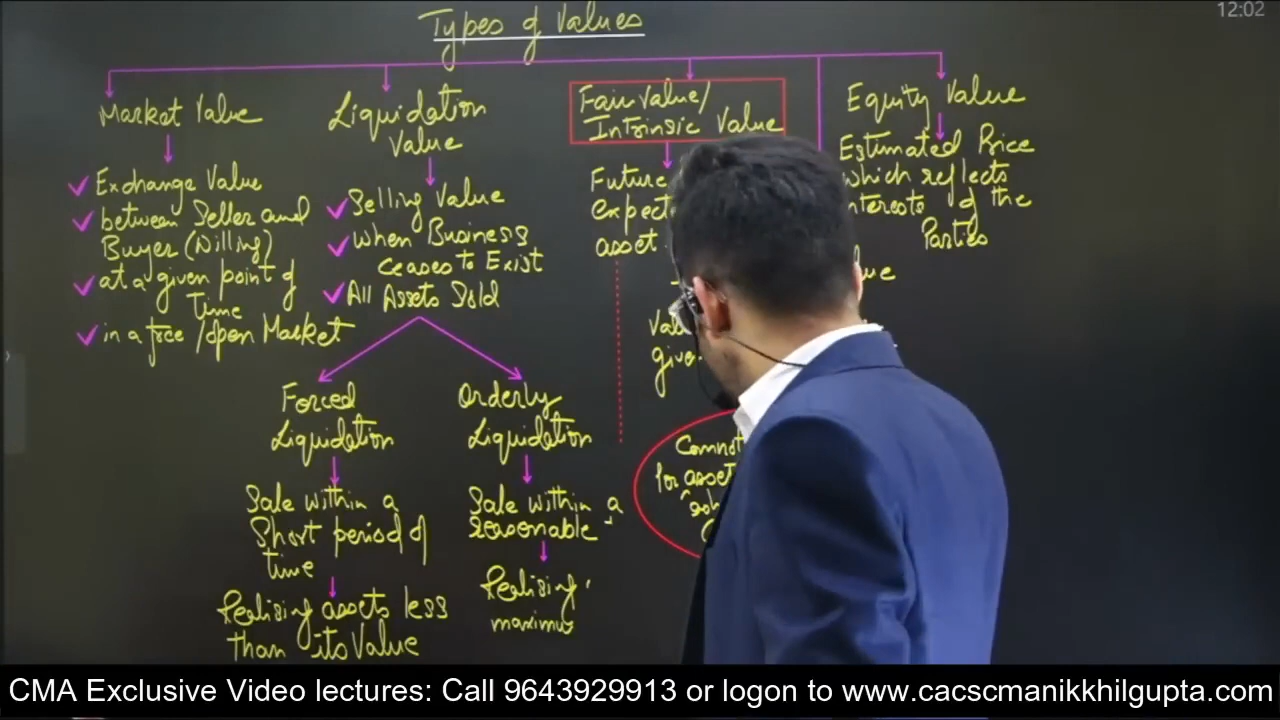 12:02
Types of Values
Market Value
Exchange Value
between Seller and
Buyer (Willing)
at a given point of
Time
in a free/open Market
Liquidation
Value
Selling Value
when Business
ceases to Exist
All Assets Sold
Forced
Liquidation
Sale within a
Short period of
time
Realising assets less
than its Value
Orderly
Liquidation
Sale within a
reasonable
Realising
Fair Value/
Intrinsic Value
Future
asset
Equity Value
Estimated Price
which reflects
of the
Parties
CMA Exclusive Video lectures: Call 9643929913 or logon to www.cacscmanikkhilgupta.com